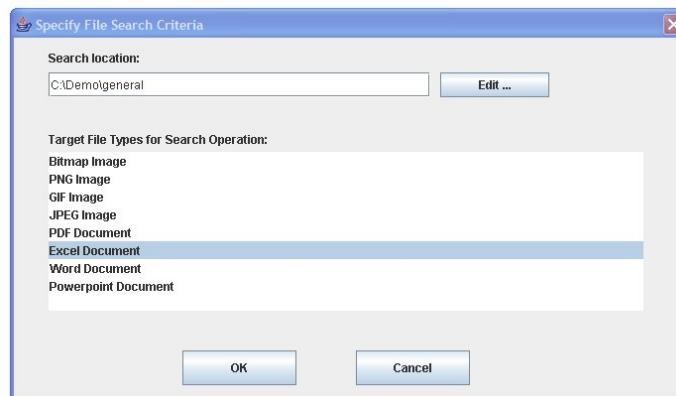 Specify File Search Criteria
Search location:
C:\Demo\general
Edit ...
Target File Types for Search Operation:
Bitmap Image
PNG Image
GIF Image
JPEG Image
PDF Document
Excel Document
Word Document
Powerpoint Document
OK
Cancel